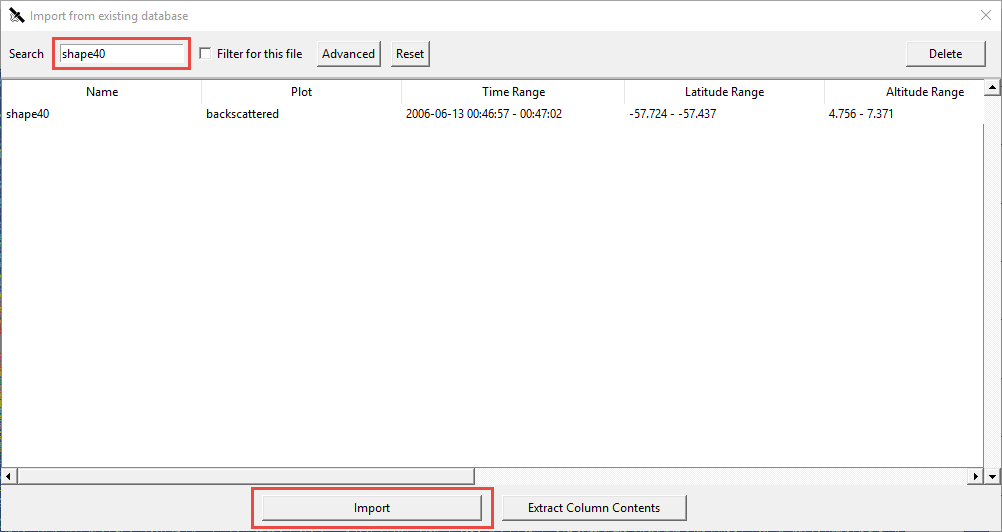 Import from existing database
Search shape40 Filter for this file Advanced Reset Delete
Name Plot Time Range Latitude Range Altitude Range
shape40 backscattered 2006-06-13 00:46:57 - 00:47:02 -57.724 - -57.437 4.756 - 7.371
Import Extract Column Contents